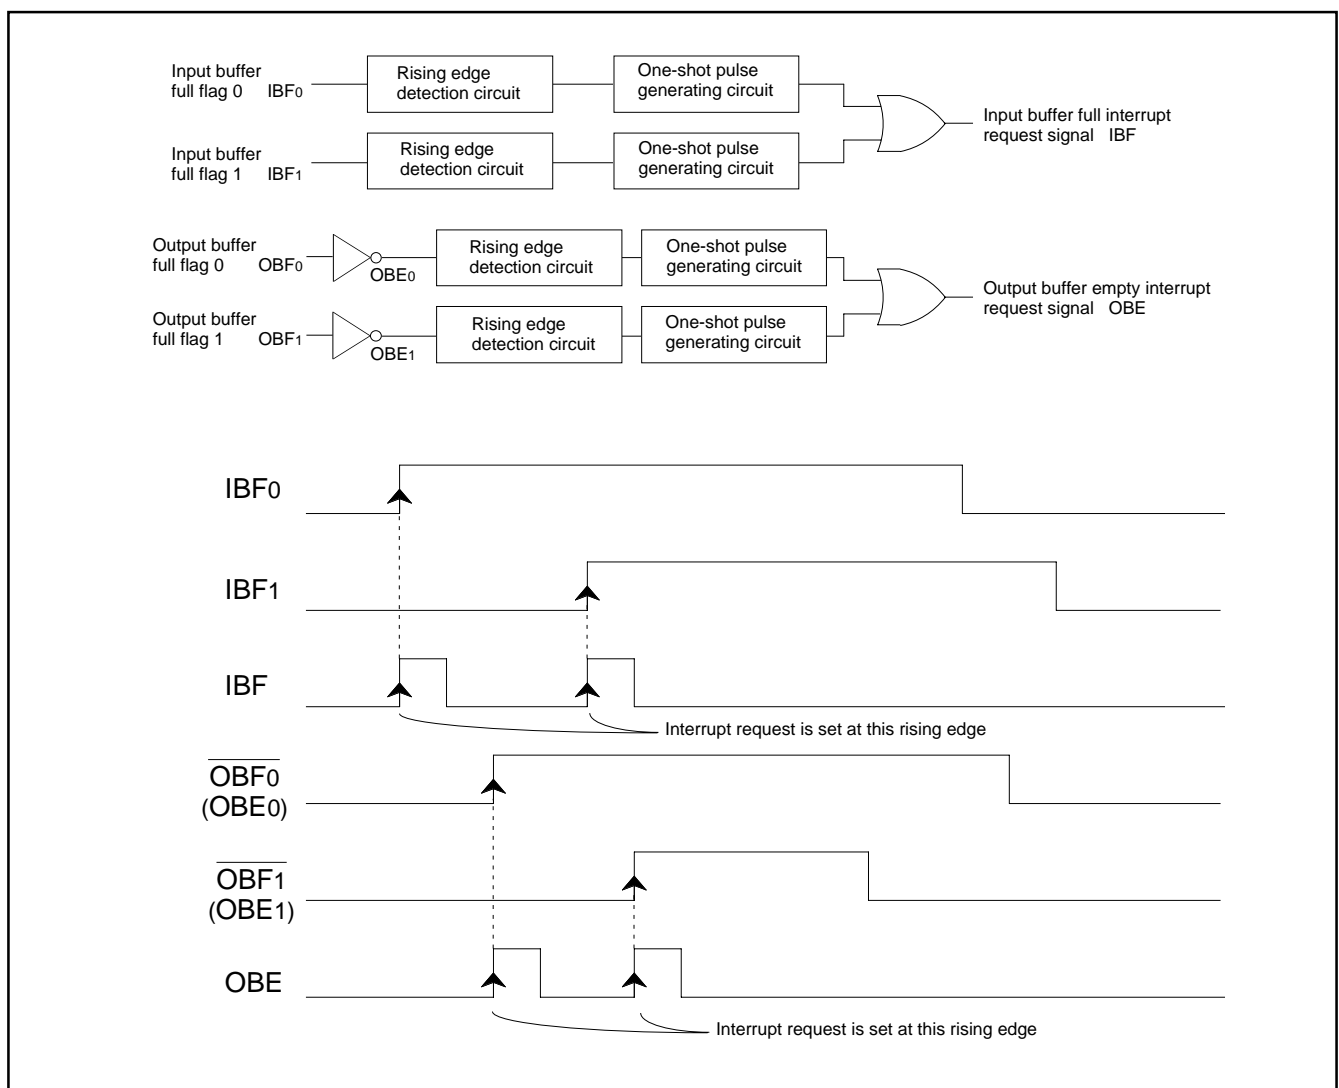 Input buffer
full flag 0 IBF0
Rising edge
detection circuit
One-shot pulse
generating circuit
Input buffer full interrupt
request signal IBF
Input buffer
full flag 1 IBF1
Rising edge
detection circuit
One-shot pulse
generating circuit
Output buffer
full flag 0 OBF0
OBE0
Rising edge
detection circuit
One-shot pulse
generating circuit
Output buffer empty interrupt
request signal OBE
Output buffer
full flag 1 OBF1
OBE1
Rising edge
detection circuit
One-shot pulse
generating circuit
IBF0
IBF1
IBF
Interrupt request is set at this rising edge
OBF0
(OBE0)
OBF1
(OBE1)
OBE
Interrupt request is set at this rising edge